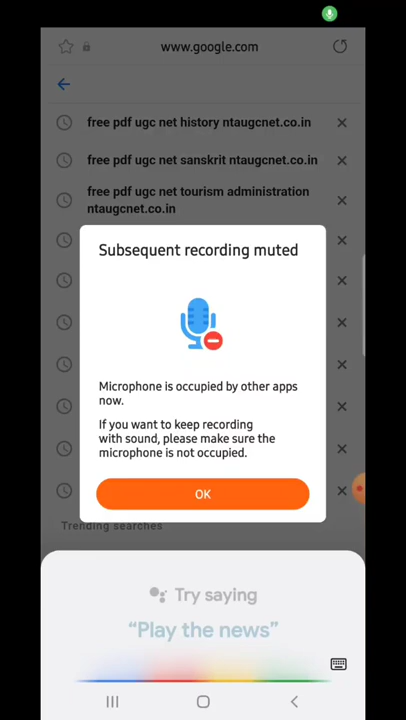 www.google.com
free pdf ugc net history ntaugcnet.co.in
free pdf ugc net sanskrit ntaugcnet.co.in
free pdf ugc net tourism administration
ntaugcnet.co.in
Subsequent recording muted
Microphone is occupied by other apps
now.
If you want to keep recording
with sound, please make sure the
microphone is not occupied.
OK
Trending searches
Try saying
“Play the news”